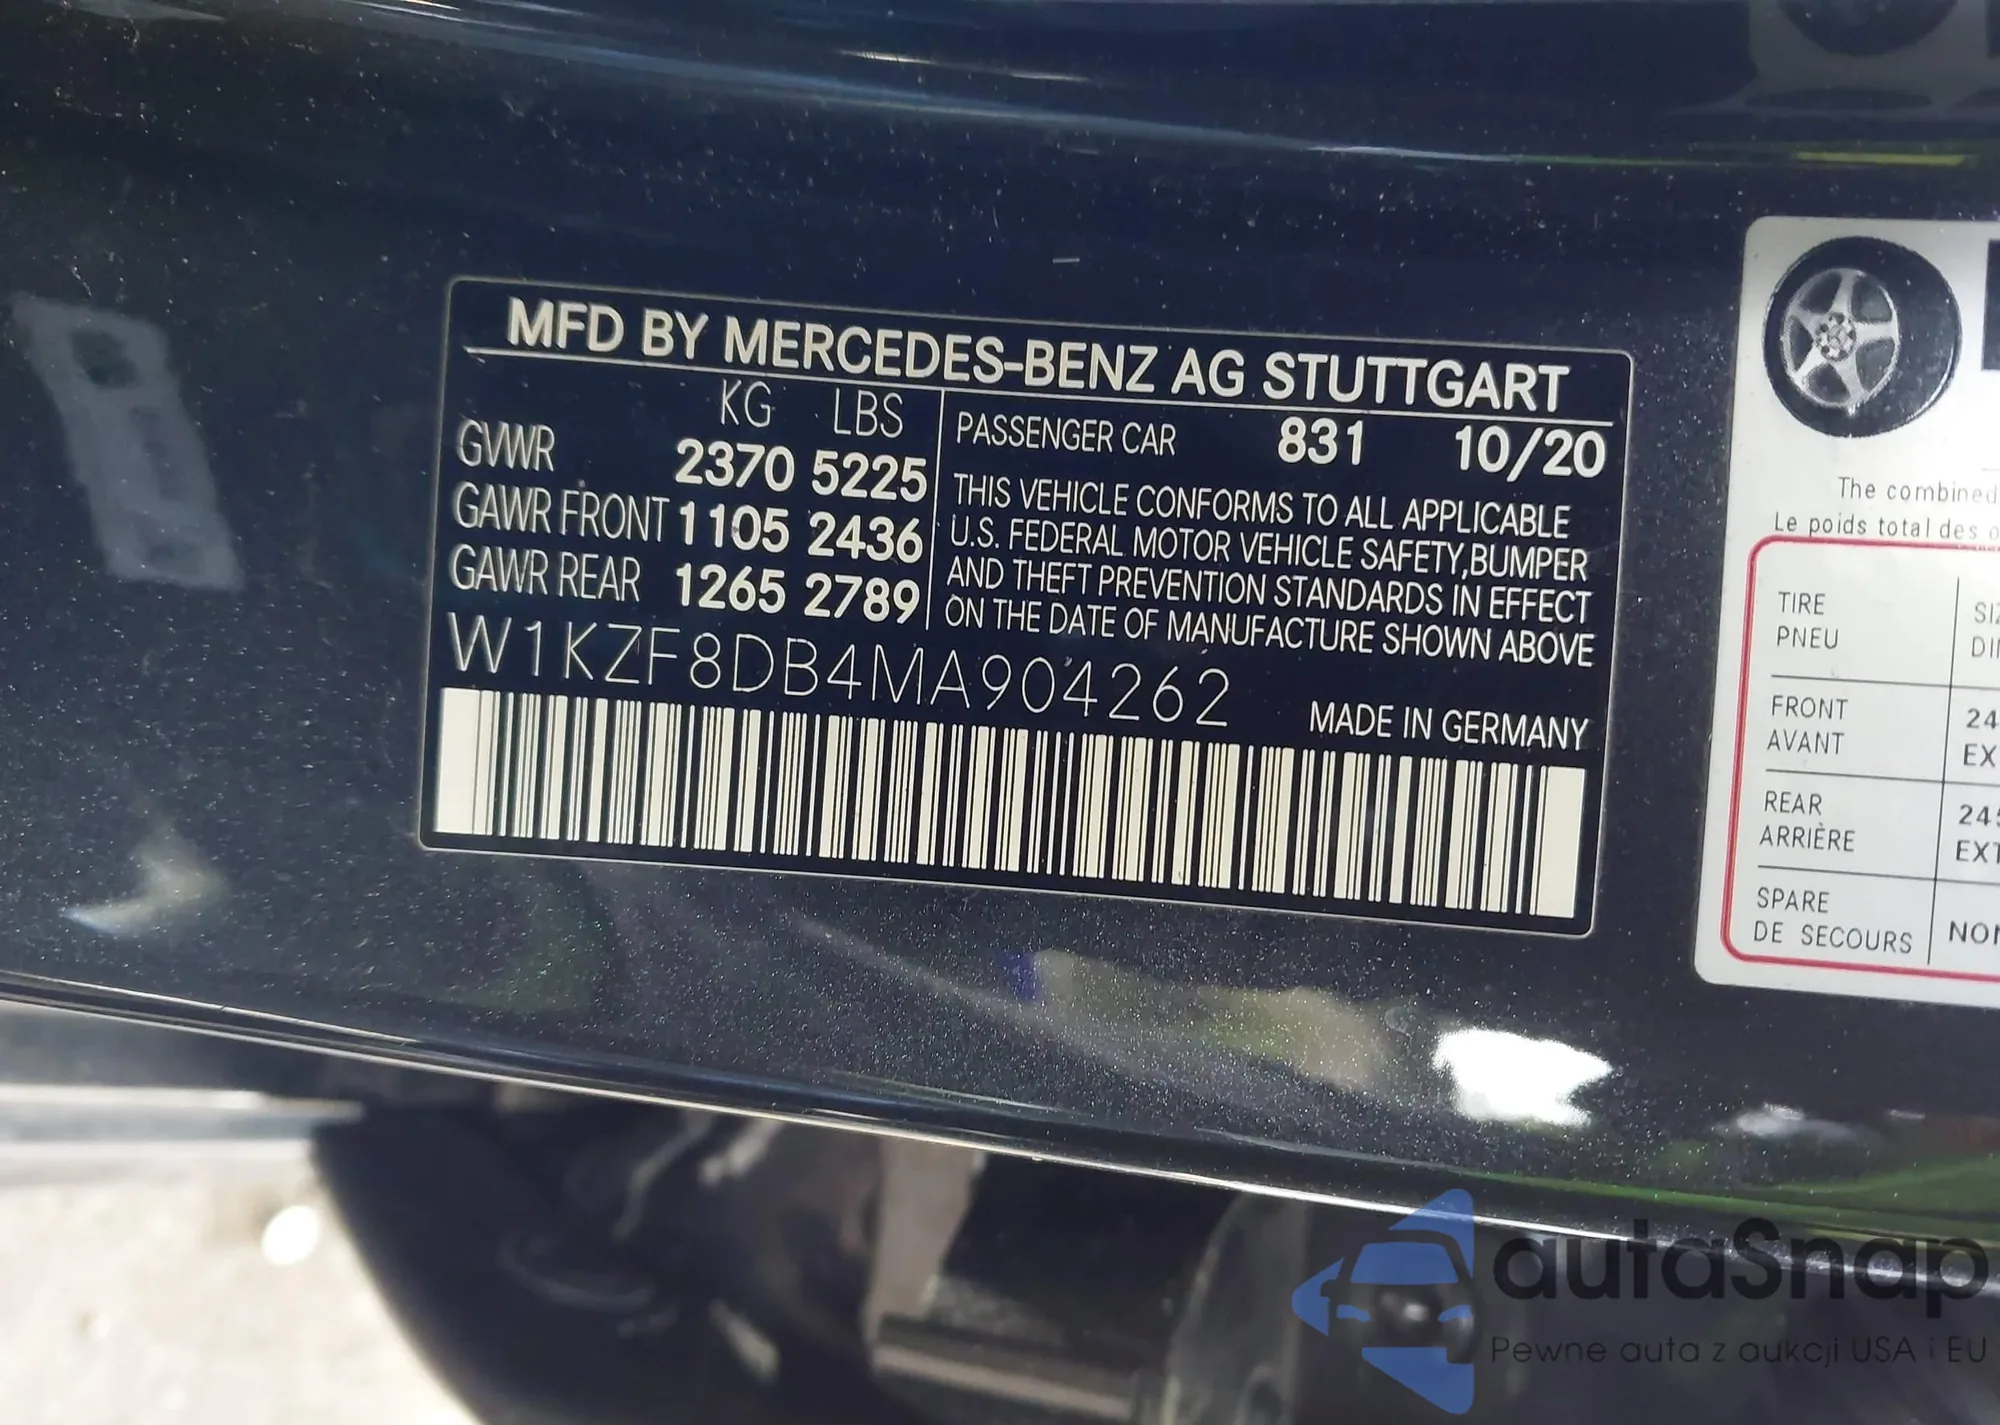 MFD BY MERCEDES-BENZ AG STUTTGART
KG LBS
GVWR 2370 5225
GAWR FRONT 1105 2436
GAWR REAR 1265 2789
PASSENGER CAR 831 10/20
THIS VEHICLE CONFORMS TO ALL APPLICABLE
U.S. FEDERAL MOTOR VEHICLE SAFETY,BUMPER
AND THEFT PREVENTION STANDARDS IN EFFECT
ON THE DATE OF MANUFACTURE SHOWN ABOVE
W1KZF8DB4MA904262
MADE IN GERMANY
The combined
Le poids total des
TIRE
PNEU
FRONT
AVANT
REAR
ARRIÈRE
SPARE
DE SECOURS
autaSnap
Pewne auta z aukcji USA i EU